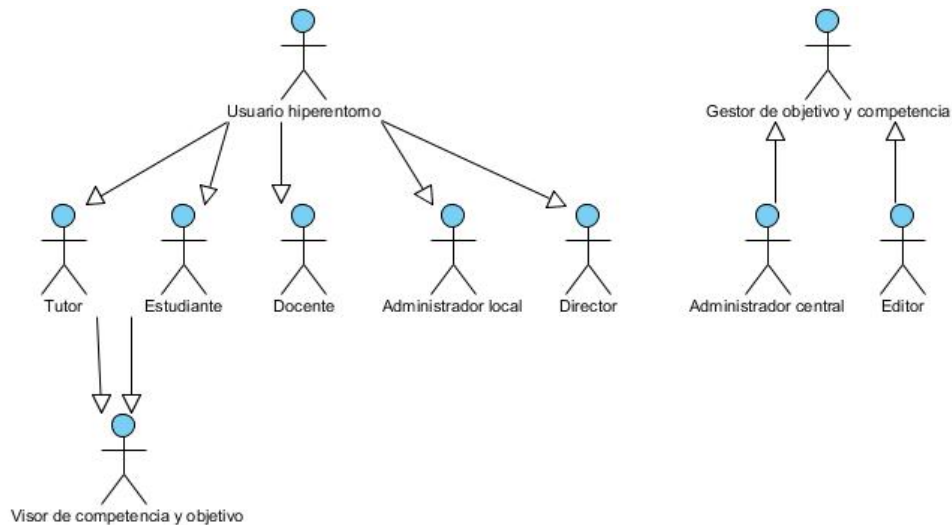 Usuario hiperentorno
Gestor de objetivo y competencia
Tutor
Estudiante
Docente
Administrador local
Director
Administrador central
Editor
Visor de competencia y objetivo